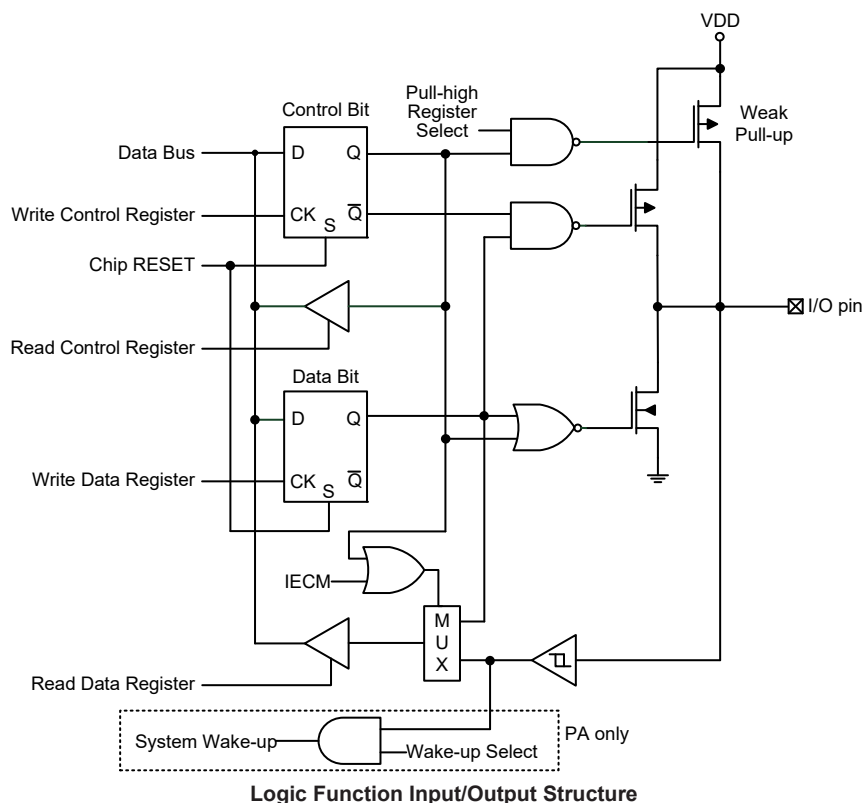 VDD
Pull-high
Register
Select
Weak
Pull-up
Control Bit
Data Bus
D
Q
Write Control Register
CK
S
Q̅
Chip RESET
I/O pin
Read Control Register
Data Bit
D
Q
Write Data Register
CK
S
Q̅
IECM
M
U
X
Read Data Register
System Wake-up
Wake-up Select
PA only
Logic Function Input/Output Structure